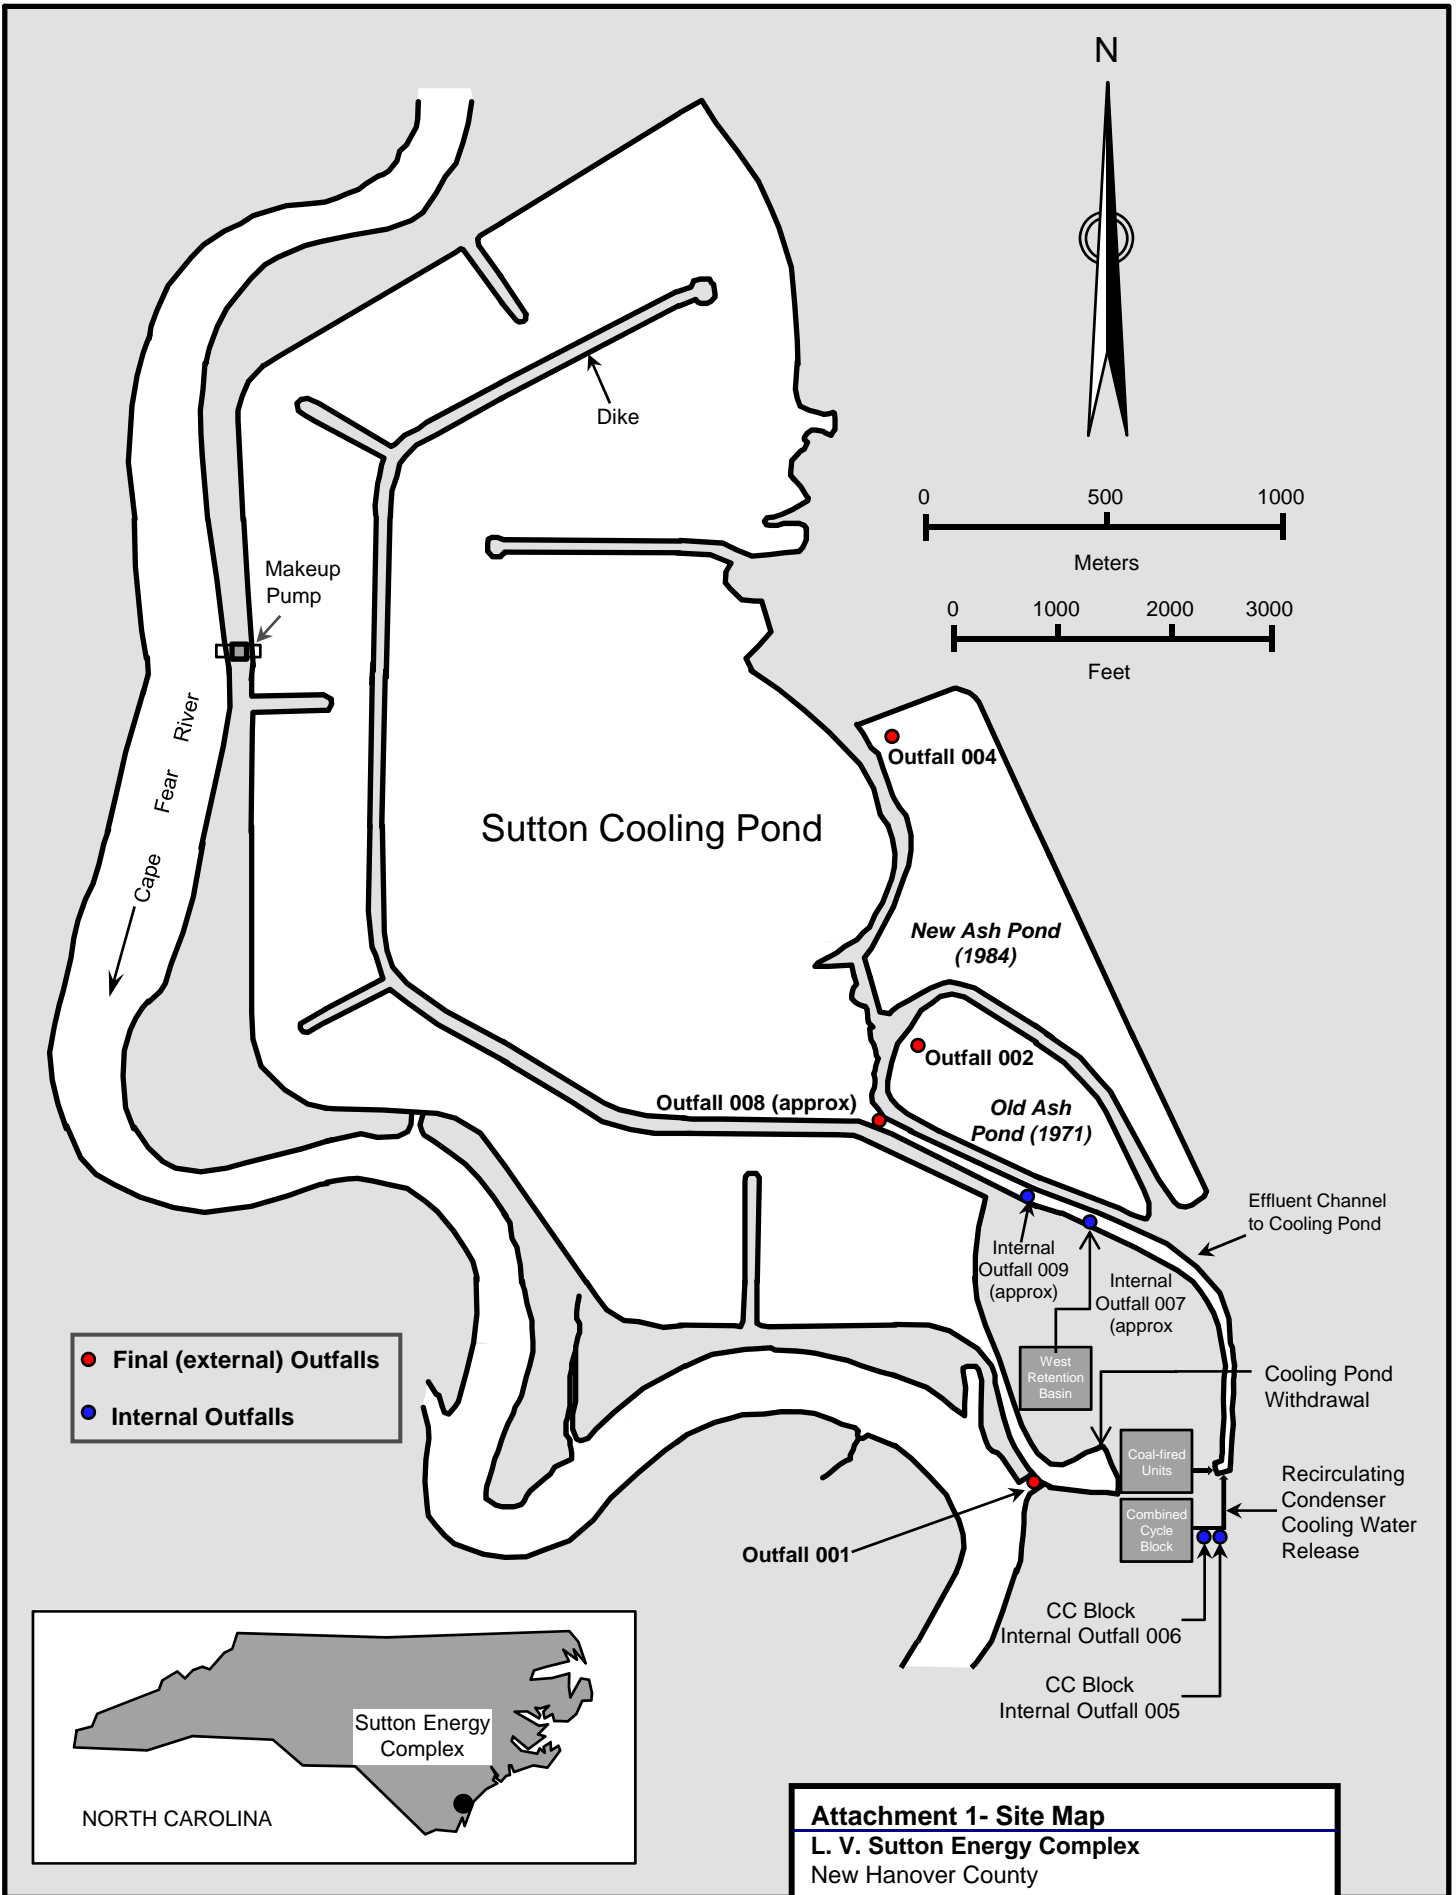 N
Dike
0 500 1000
Meters
0 1000 2000 3000
Feet
Makeup
Pump
Cape Fear River
Outfall 004
Sutton Cooling Pond
New Ash Pond
(1984)
Outfall 002
Outfall 008 (approx)
Old Ash
Pond (1971)
Effluent Channel
to Cooling Pond
Internal
Outfall 009
(approx)
Internal
Outfall 007
(approx
Final (external) Outfalls
Internal Outfalls
West
Retention
Basin
Cooling Pond
Withdrawal
Coal-fired
Units
Recirculating
Condenser
Cooling Water
Release
Combined
Cycle
Block
Outfall 001
CC Block
Internal Outfall 006
CC Block
Internal Outfall 005
Sutton Energy
Complex
NORTH CAROLINA
Attachment 1- Site Map
L. V. Sutton Energy Complex
New Hanover County